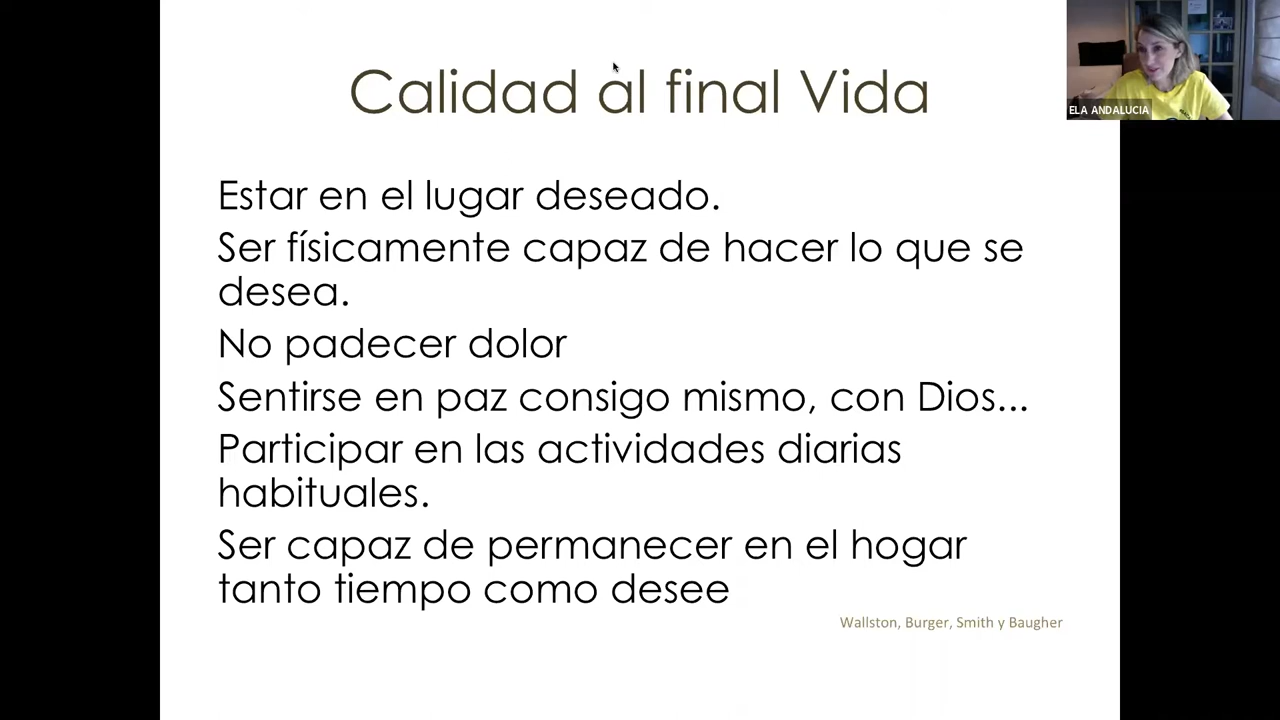 Calidad al final Vida
ELA ANDALUCIA
Estar en el lugar deseado.
Ser físicamente capaz de hacer lo que se
desea.
No padecer dolor
Sentirse en paz consigo mismo, con Dios...
Participar en las actividades diarias
habituales.
Ser capaz de permanecer en el hogar
tanto tiempo como desee
Wallston, Burger, Smith y Baugher